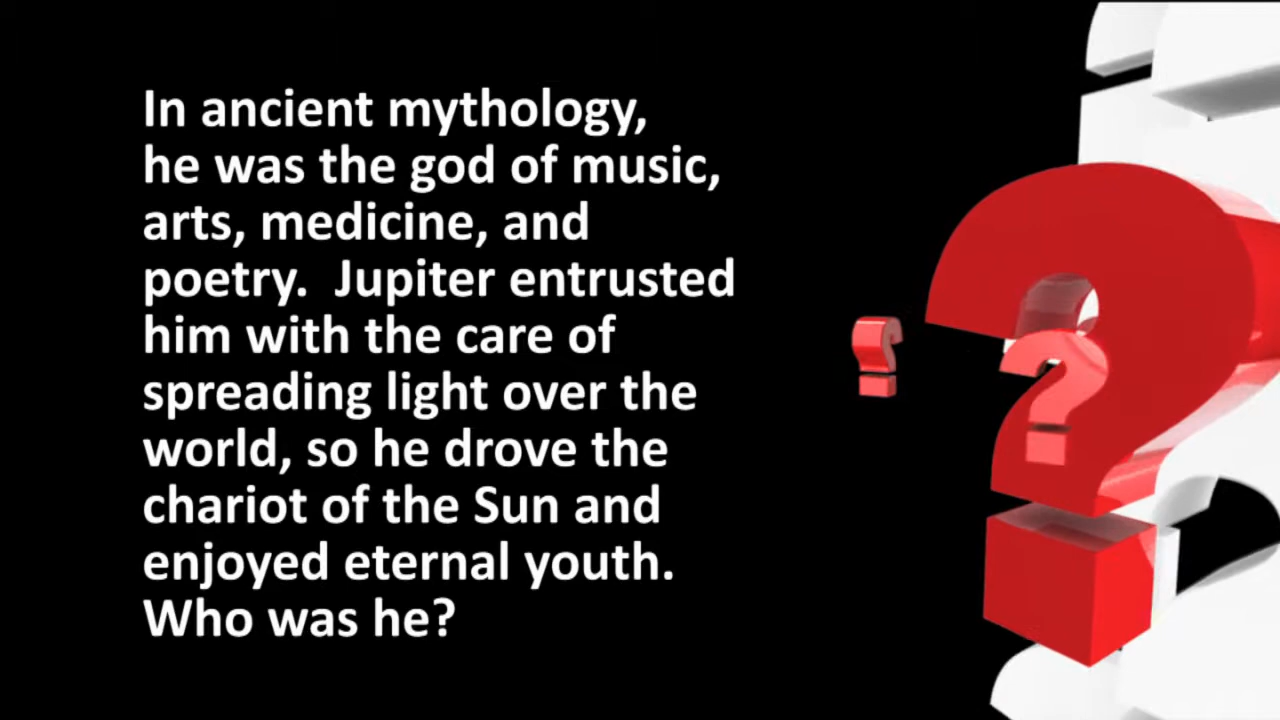 In ancient mythology,
he was the god of music,
arts, medicine, and
poetry.  Jupiter entrusted
him with the care of
spreading light over the
world, so he drove the
chariot of the Sun and
enjoyed eternal youth.
Who was he?